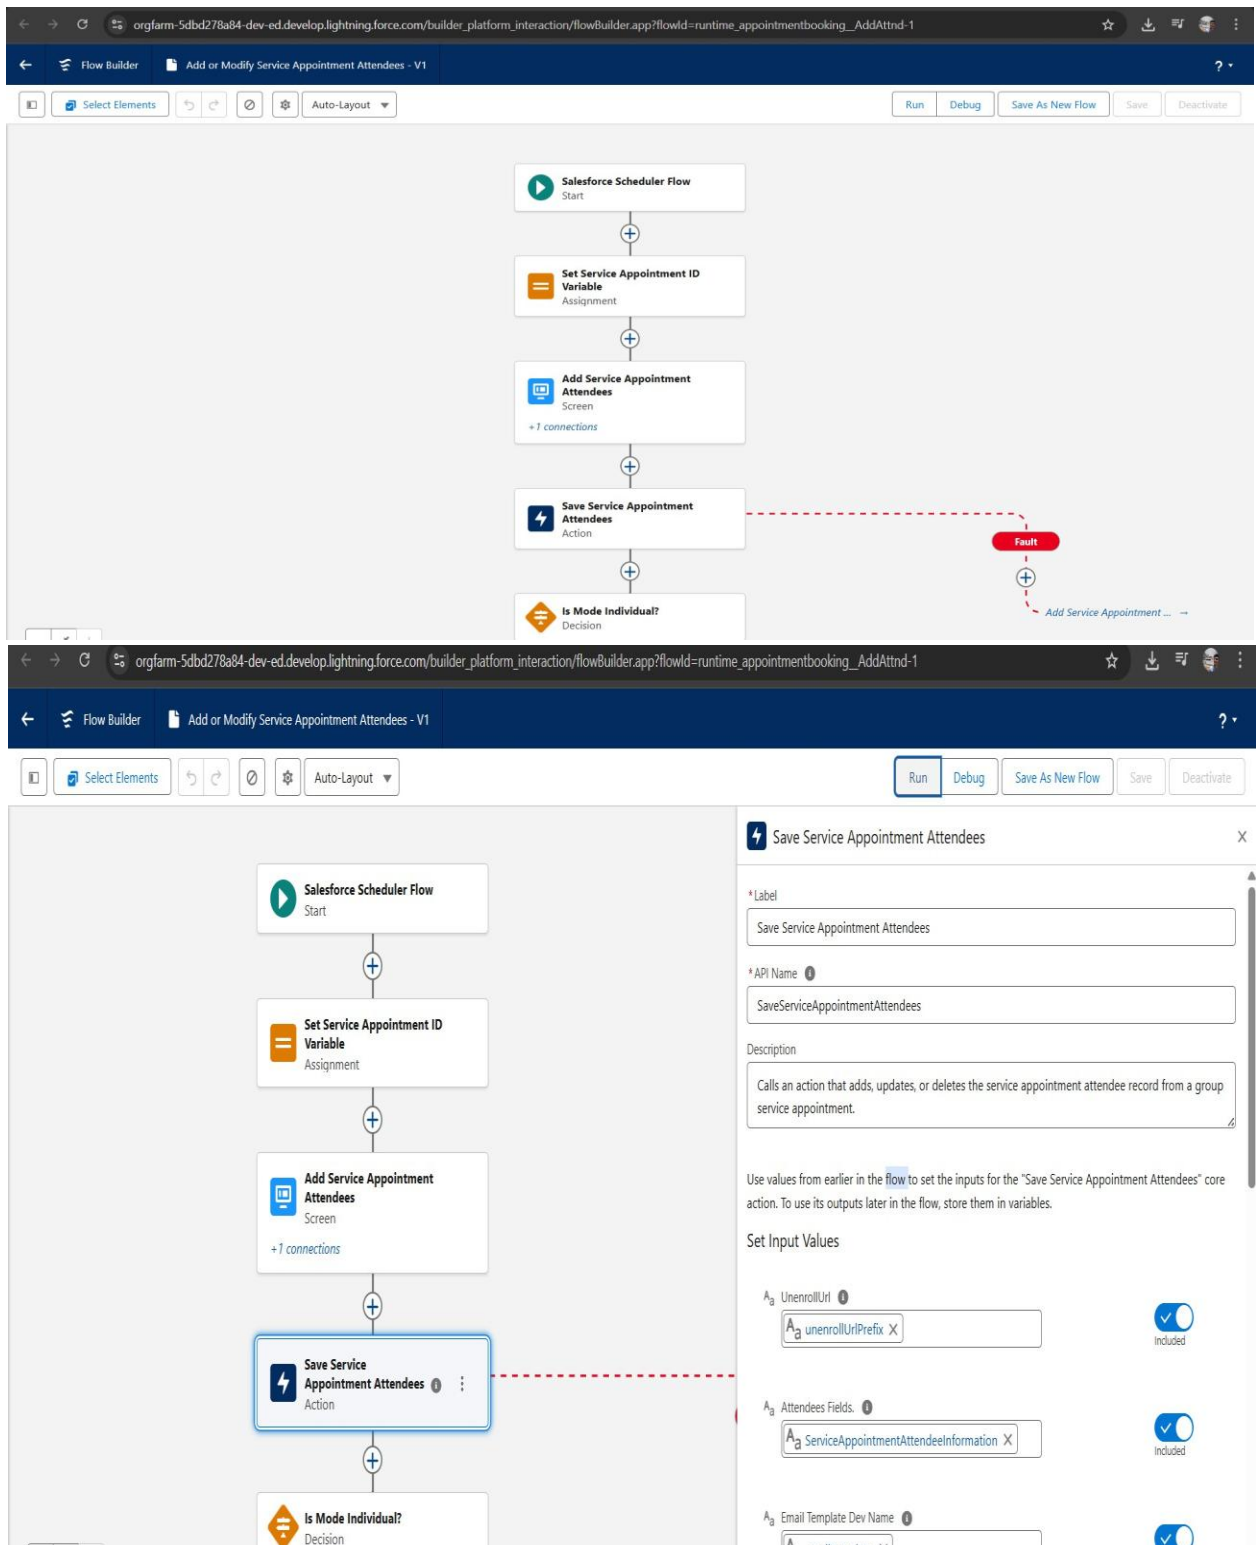 orgfarm-5dbd278a84-dev-ed.develop.lightning.force.com/builder_platform_interaction/flowBuilder.app?flowId=runtime_appointmentbooking__AddAttnd-1
Flow Builder
Add or Modify Service Appointment Attendees - V1
?
Select Elements
Auto-Layout
Run
Debug
Save As New Flow
Save
Deactivate
Salesforce Scheduler Flow
Start
Set Service Appointment ID
Variable
Assignment
Add Service Appointment
Attendees
Screen
+1 connections
Save Service Appointment
Attendees
Action
Fault
Add Service Appointment ... →
Is Mode Individual?
Decision
orgfarm-5dbd278a84-dev-ed.develop.lightning.force.com/builder_platform_interaction/flowBuilder.app?flowId=runtime_appointmentbooking__AddAttnd-1
Flow Builder
Add or Modify Service Appointment Attendees - V1
?
Select Elements
Auto-Layout
Run
Debug
Save As New Flow
Save
Deactivate
Salesforce Scheduler Flow
Start
Set Service Appointment ID
Variable
Assignment
Add Service Appointment
Attendees
Screen
+1 connections
Save Service
Appointment Attendees
Action
Is Mode Individual?
Decision
Save Service Appointment Attendees
X
*Label
Save Service Appointment Attendees
*API Name
SaveServiceAppointmentAttendees
Description
Calls an action that adds, updates, or deletes the service appointment attendee record from a group
service appointment.
Use values from earlier in the flow to set the inputs for the "Save Service Appointment Attendees" core
action. To use its outputs later in the flow, store them in variables.
Set Input Values
Aa UnenrollUrl
Aa unenrollUrlPrefix X
Included
Aa Attendees Fields.
Aa ServiceAppointmentAttendeeInformation X
Included
Aa Email Template Dev Name